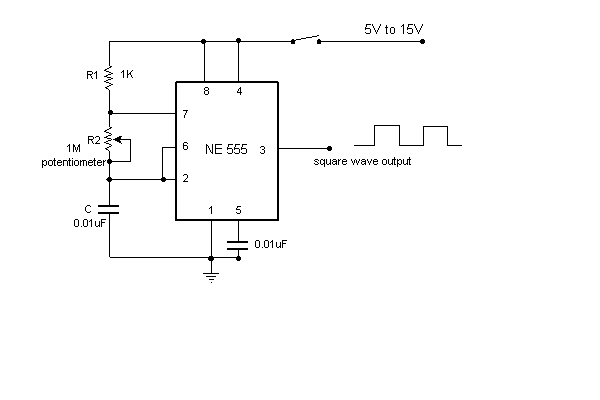 5V to 15V
R1 1K
8 4
7
R2
1M
potentiometer
6
NE 555
3
square wave output
2
C
0.01uF
1 5
0.01uF